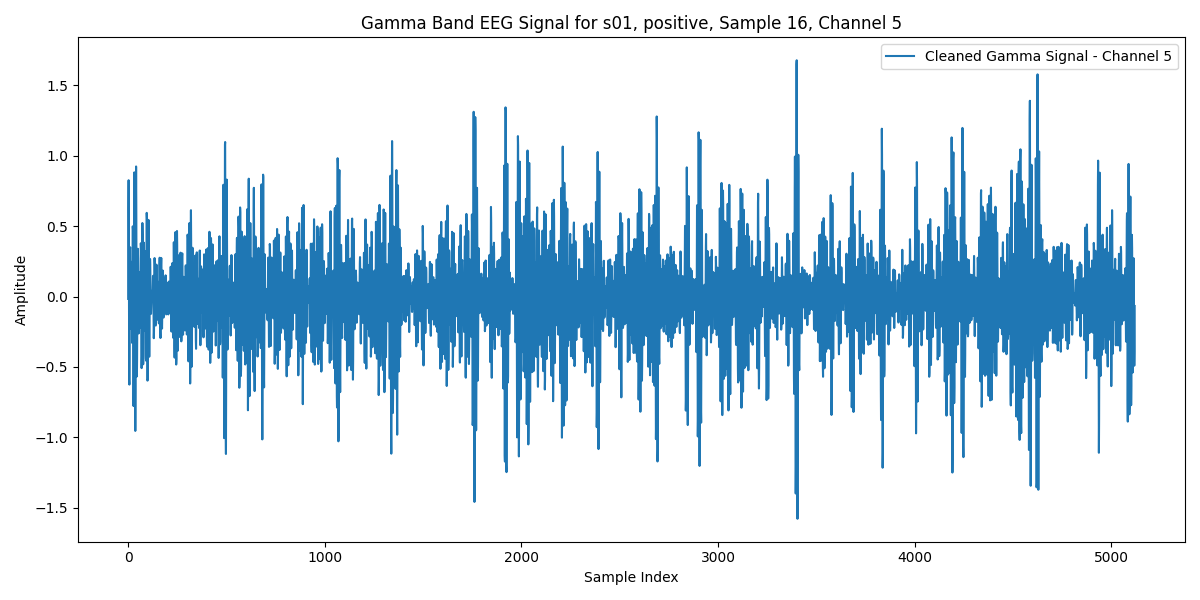 Gamma Band EEG Signal for s01, positive, Sample 16, Channel 5
Cleaned Gamma Signal - Channel 5
Amplitude
1.5
1.0
0.5
0.0
−0.5
−1.0
−1.5
0 1000 2000 3000 4000 5000
Sample Index